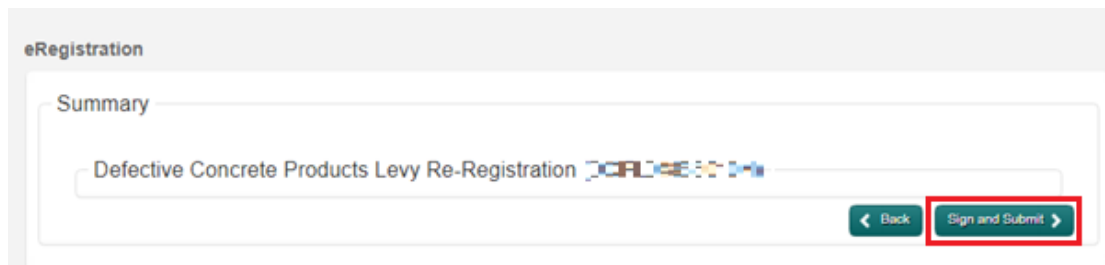 eRegistration
Summary
Defective Concrete Products Levy Re-Registration
Back
Sign and Submit